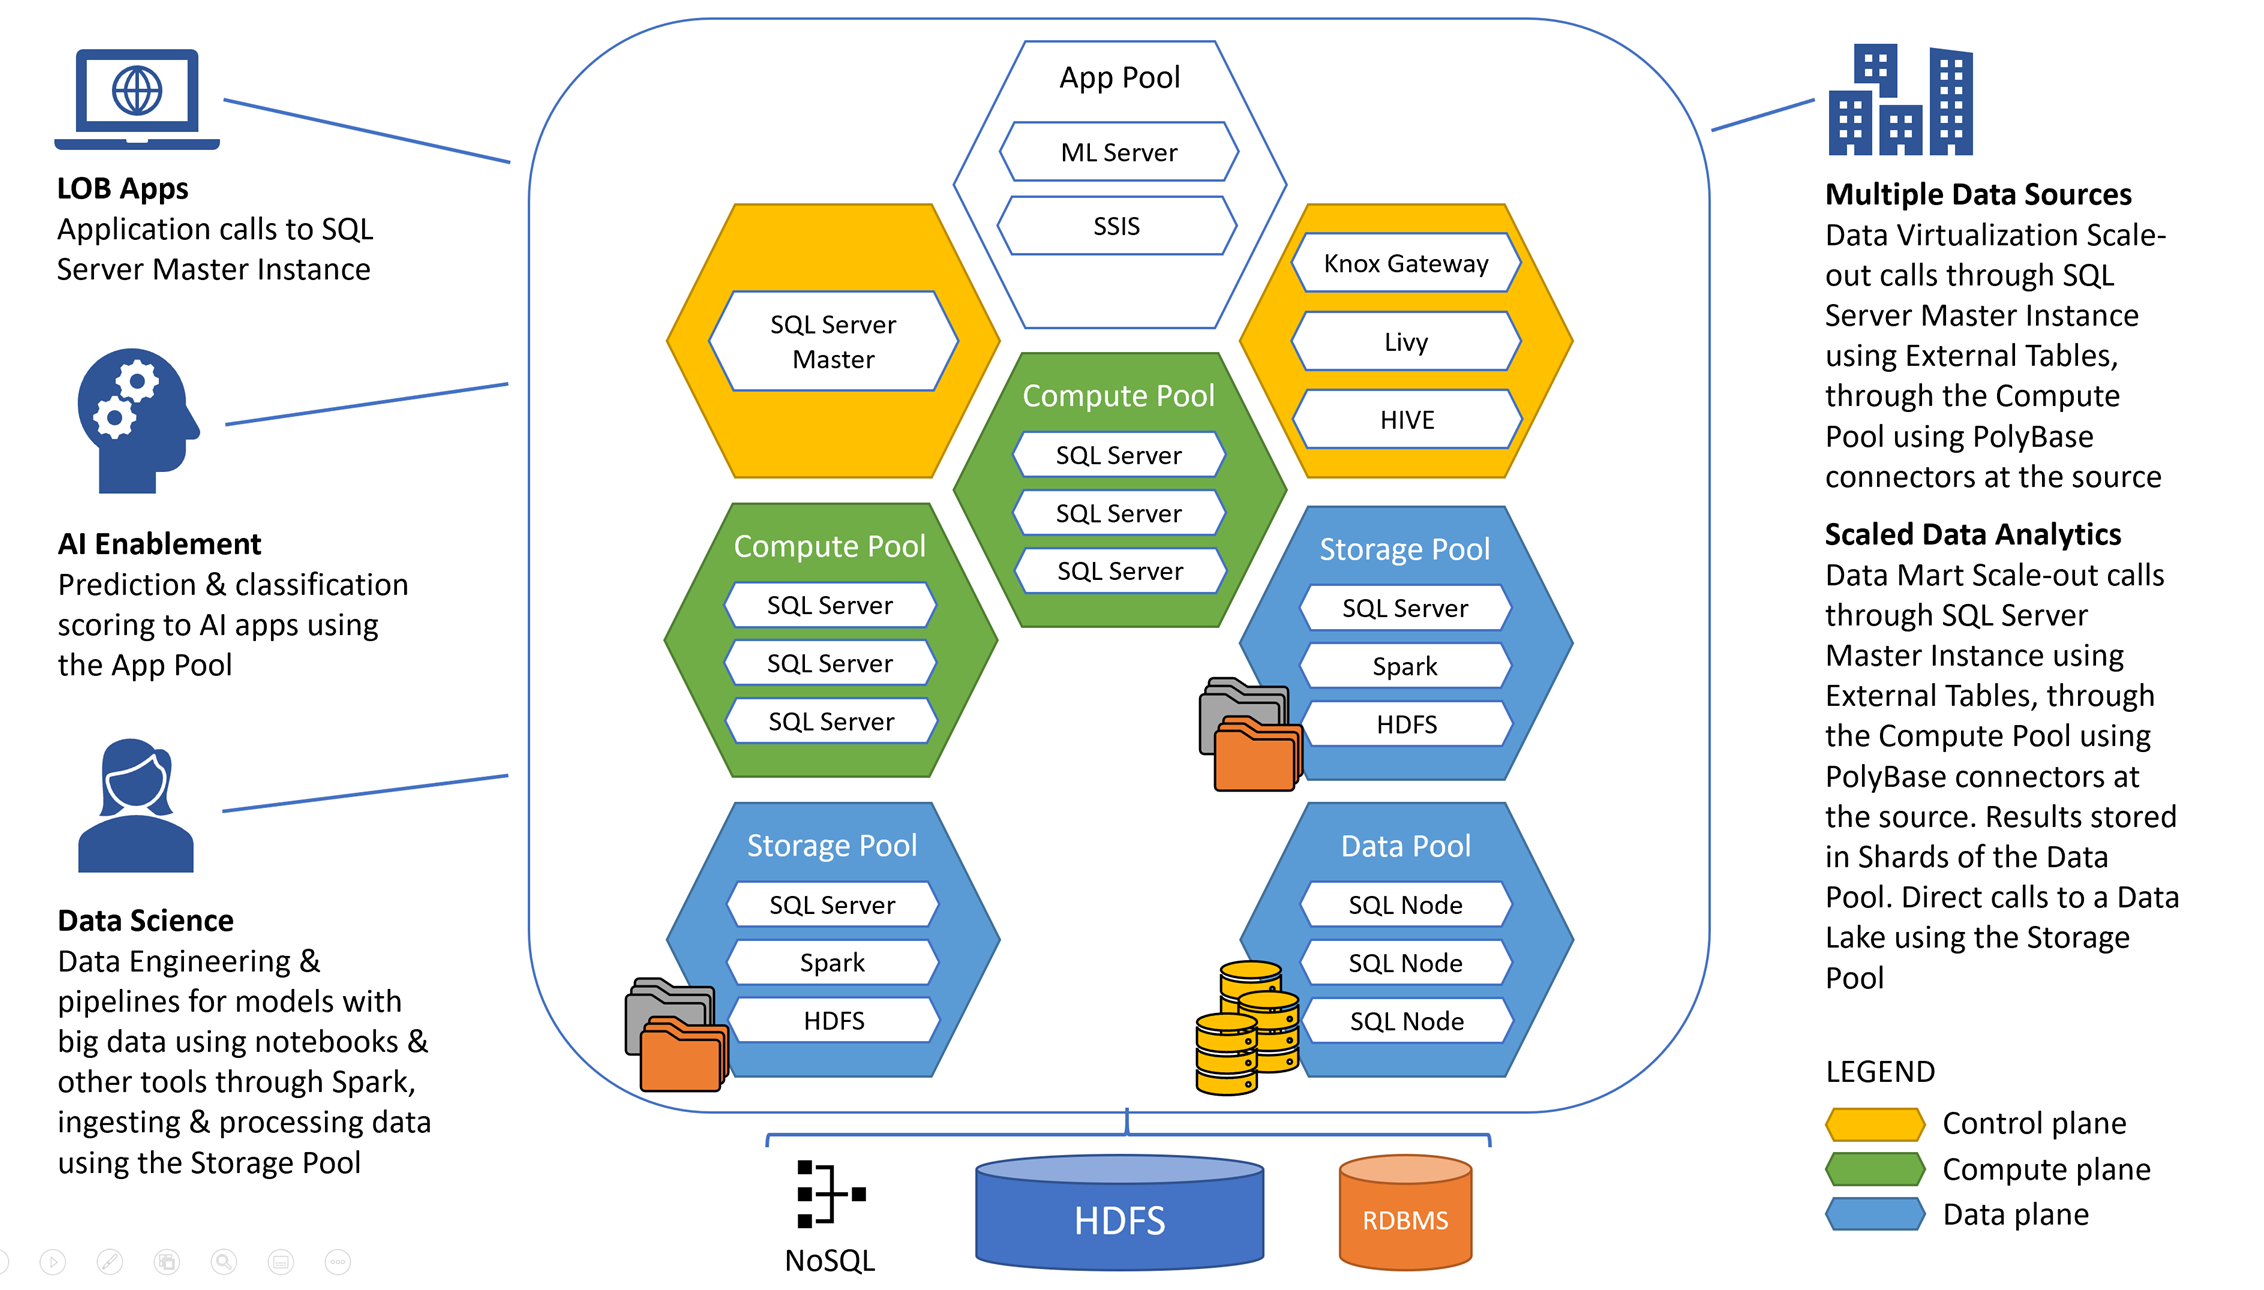 LOB Apps
Application calls to SQL
Server Master Instance
AI Enablement
Prediction & classification
scoring to AI apps using
the App Pool
Data Science
Data Engineering &
pipelines for models with
big data using notebooks &
other tools through Spark,
ingesting & processing data
using the Storage Pool
App Pool
ML Server
SSIS
SQL Server
Master
Knox Gateway
Livy
HIVE
Compute Pool
SQL Server
SQL Server
SQL Server
Compute Pool
SQL Server
SQL Server
SQL Server
Storage Pool
SQL Server
Spark
HDFS
Storage Pool
SQL Server
Spark
HDFS
Data Pool
SQL Node
SQL Node
SQL Node
NoSQL
HDFS
RDBMS
Multiple Data Sources
Data Virtualization Scale-
out calls through SQL
Server Master Instance
using External Tables,
through the Compute
Pool using PolyBase
connectors at the source
Scaled Data Analytics
Data Mart Scale-out calls
through SQL Server
Master Instance using
External Tables, through
the Compute Pool using
PolyBase connectors at
the source. Results stored
in Shards of the Data
Pool. Direct calls to a Data
Lake using the Storage
Pool
LEGEND
Control plane
Compute plane
Data plane